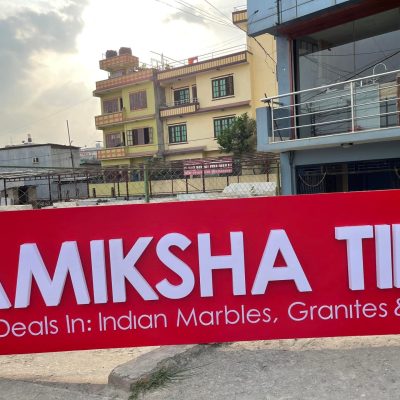 AMIKSHA TI
Deals In: Indian Marbles, Granites &